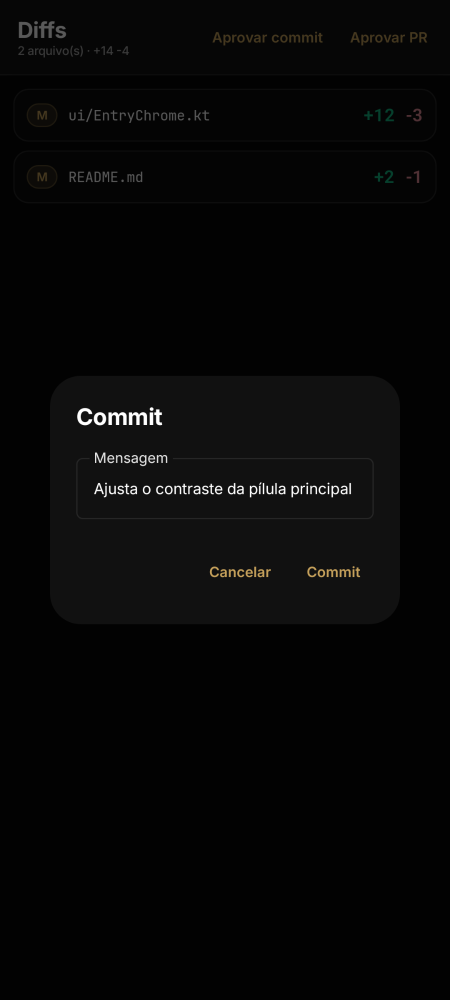 Diffs
2 arquivo(s) · +14 -4
Aprovar commit
Aprovar PR
M ui/EntryChrome.kt +12 -3
M README.md +2 -1
Commit
Mensagem
Ajusta o contraste da pílula principal
Cancelar Commit